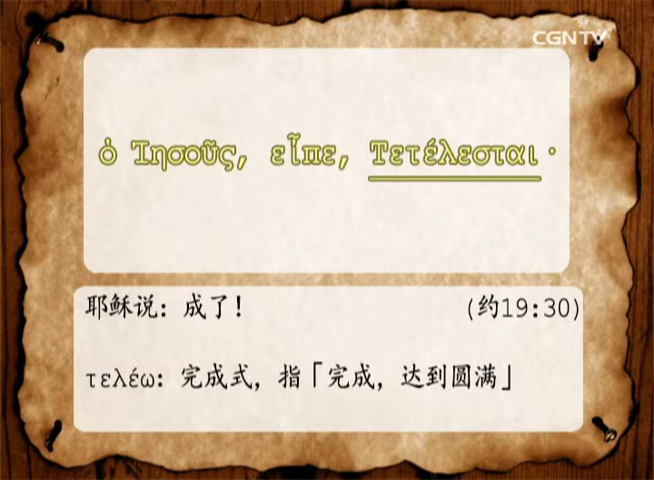 CGNTV
ὁ Ἰησοῦς, εἶπε, Τετέλεσται·
耶稣说：成了！ (约19:30)
τελέω：完成式，指「完成，达到圆满」